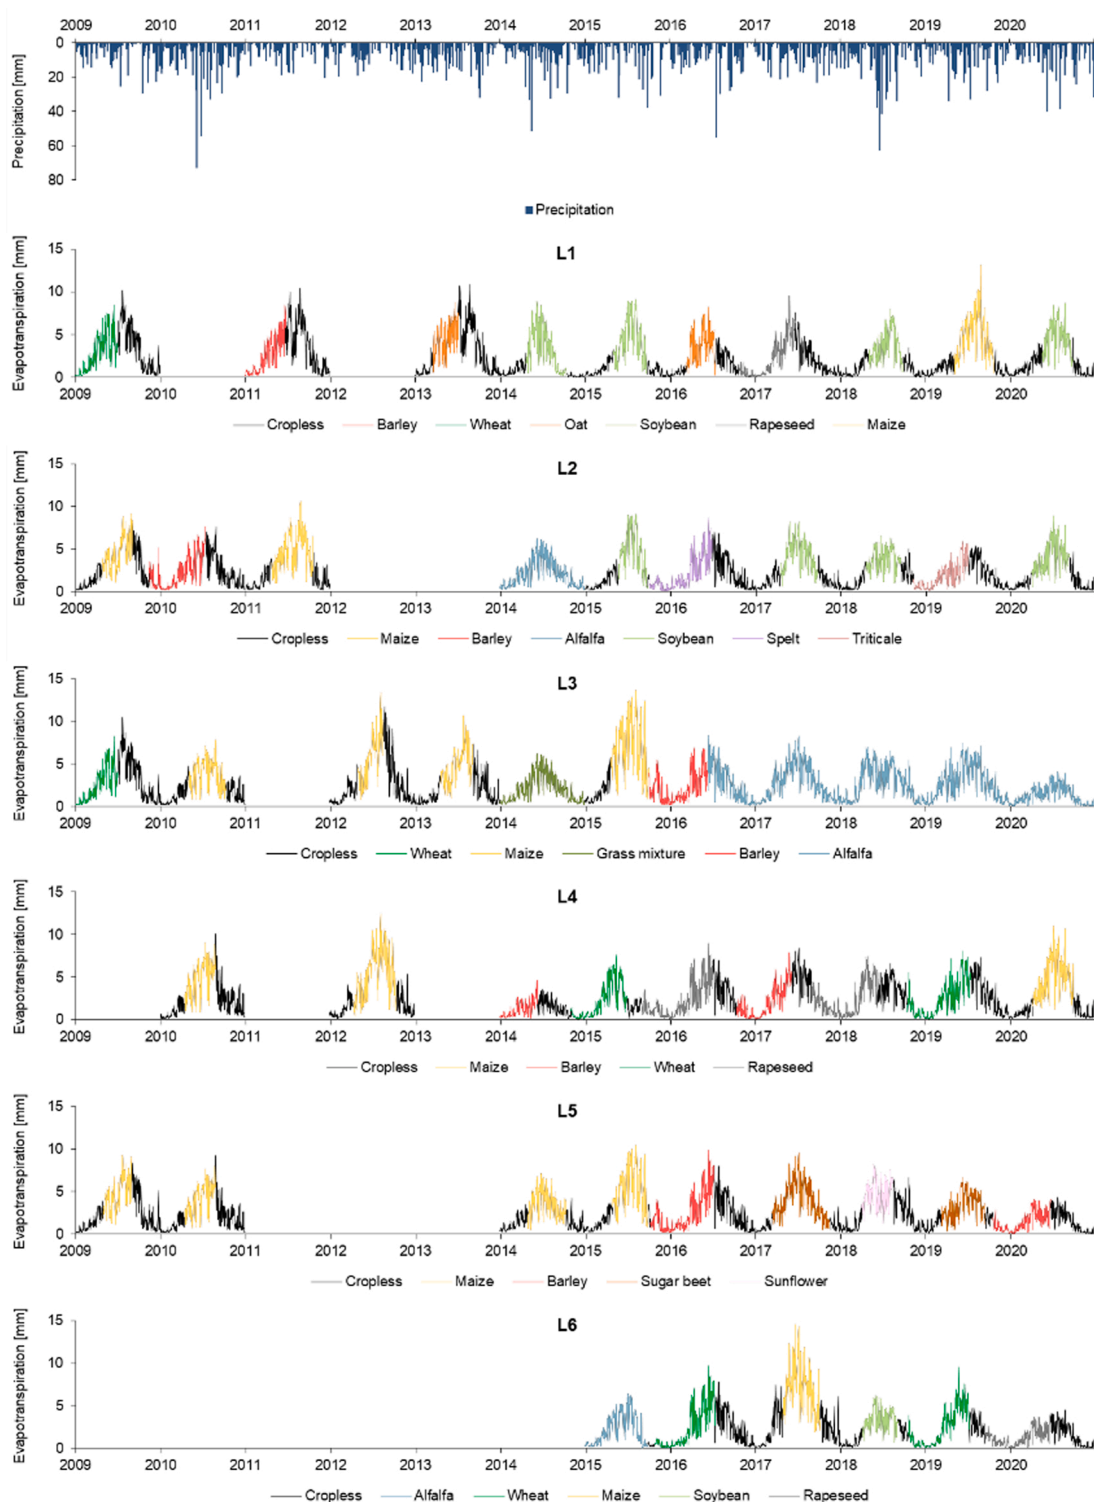 2009 2010 2011 2012 2013 2014 2015 2016 2017 2018 2019 2020
Precipitation [mm]
0
20
40
60
80
Precipitation
L1
Evapotranspiration [mm]
15
10
5
0
2009 2010 2011 2012 2013 2014 2015 2016 2017 2018 2019 2020
Cropless Barley Wheat Oat Soybean Rapeseed Maize
L2
Evapotranspiration [mm]
15
10
5
0
2009 2010 2011 2012 2013 2014 2015 2016 2017 2018 2019 2020
Cropless Maize Barley Alfalfa Soybean Spelt Triticale
L3
Evapotranspiration [mm]
15
10
5
0
2009 2010 2011 2012 2013 2014 2015 2016 2017 2018 2019 2020
Cropless Wheat Maize Grass mixture Barley Alfalfa
L4
Evapotranspiration [mm]
15
10
5
0
2009 2010 2011 2012 2013 2014 2015 2016 2017 2018 2019 2020
Cropless Maize Barley Wheat Rapeseed
L5
Evapotranspiration [mm]
15
10
5
0
2009 2010 2011 2012 2013 2014 2015 2016 2017 2018 2019 2020
Cropless Maize Barley Sugar beet Sunflower
L6
Evapotranspiration [mm]
15
10
5
0
2009 2010 2011 2012 2013 2014 2015 2016 2017 2018 2019 2020
Cropless Alfalfa Wheat Maize Soybean Rapeseed